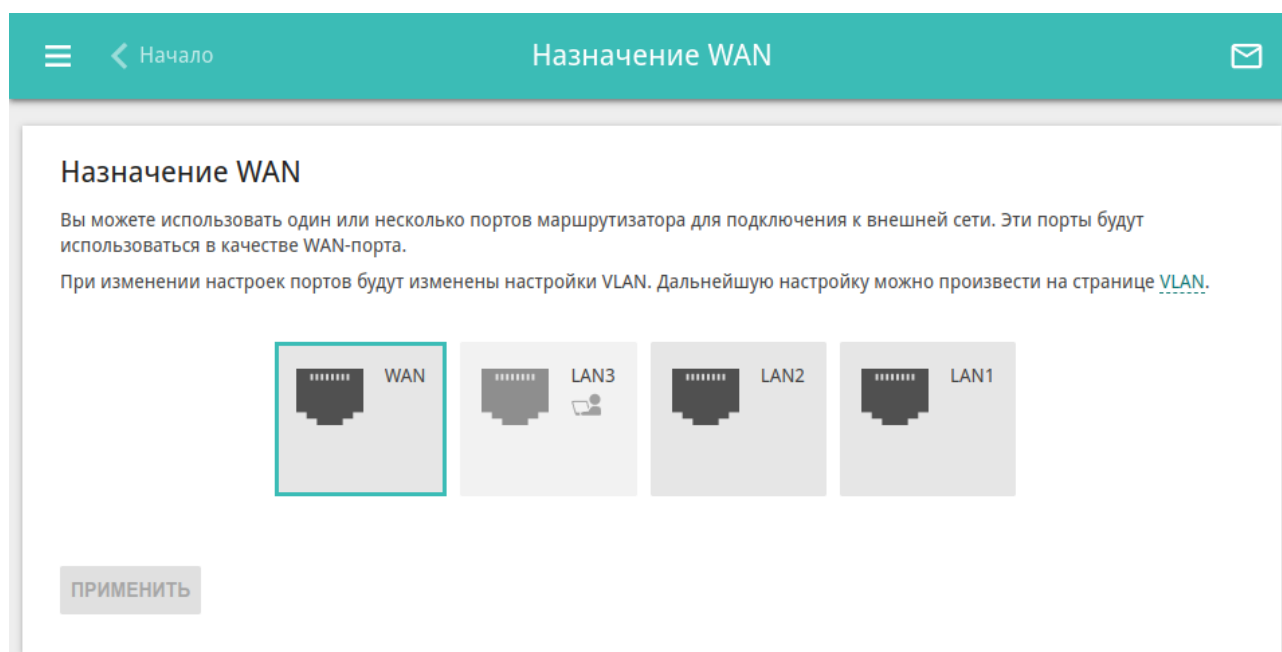 Начало
Назначение WAN
Назначение WAN
Вы можете использовать один или несколько портов маршрутизатора для подключения к внешней сети. Эти порты будут
использоваться в качестве WAN-порта.
При изменении настроек портов будут изменены настройки VLAN. Дальнейшую настройку можно произвести на странице VLAN.
WAN
LAN3
LAN2
LAN1
ПРИМЕНИТЬ